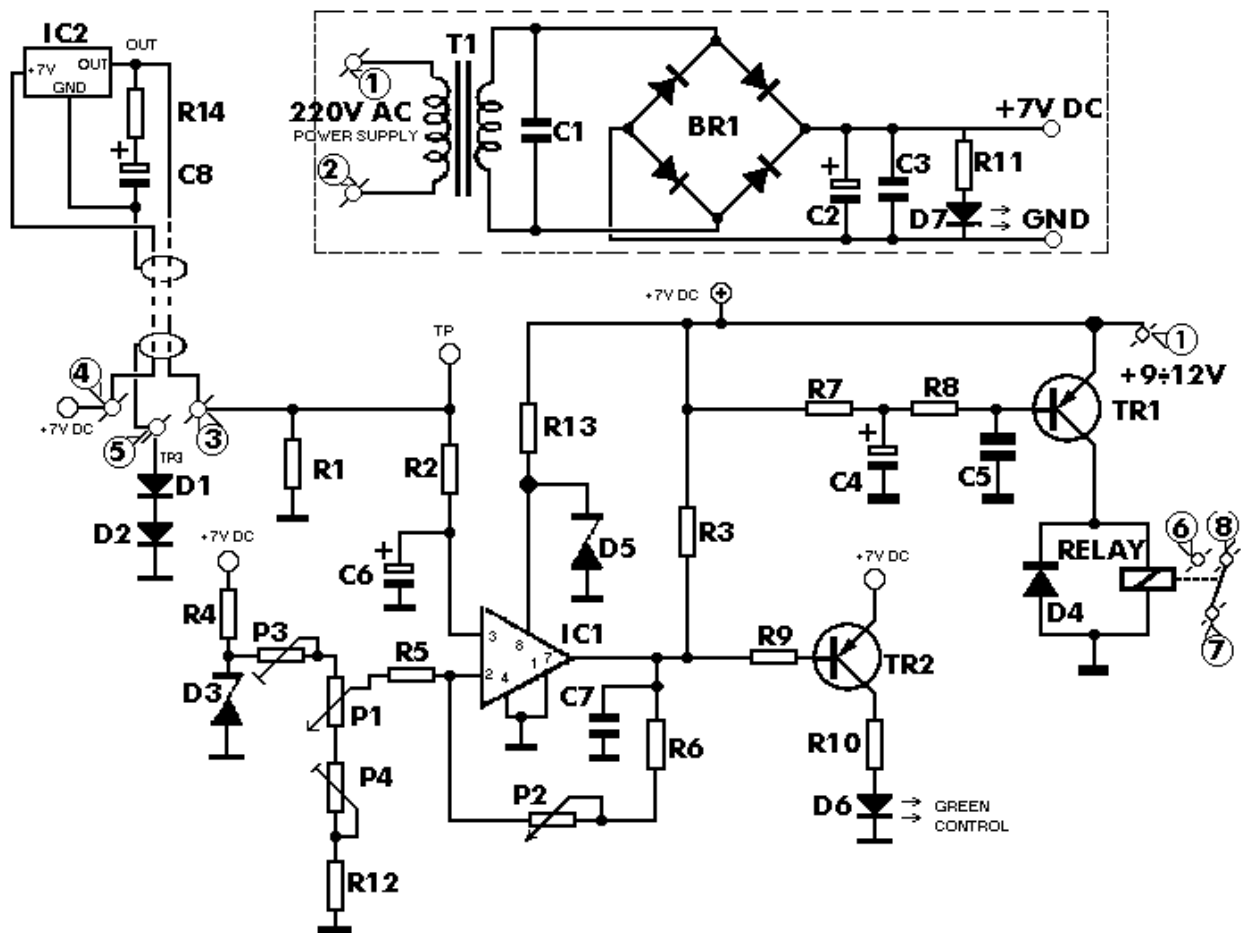 IC2
OUT
+7V
OUT
GND
R14
+
C8
T1
1
220V AC
POWER SUPPLY
2
C1
BR1
+7V DC
+
C2
C3
R11
D7
GND
+7V DC
+
TP
1
+9÷12V
4
+7V DC
5
3
TP3
D1
D2
R1
R2
R13
R7
R8
TR1
+
C4
C5
R3
D5
+
C6
+7V DC
R4
P3
D3
P1
R5
3
8
IC1
2
4
1
7
C7
R6
R9
+7V DC
TR2
RELAY
D4
6
8
7
P4
P2
R10
D6
GREEN
CONTROL
R12